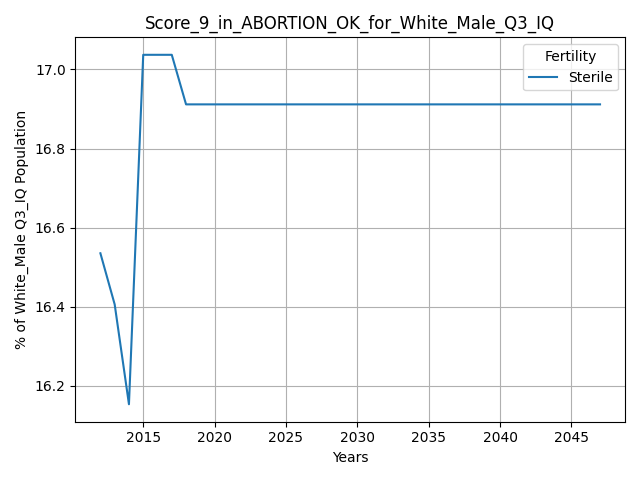 Score_9_in_ABORTION_OK_for_White_Male_Q3_IQ
Fertility
Sterile
% of White_Male Q3_IQ Population
17.0
16.8
16.6
16.4
16.2
2015 2020 2025 2030 2035 2040 2045
Years